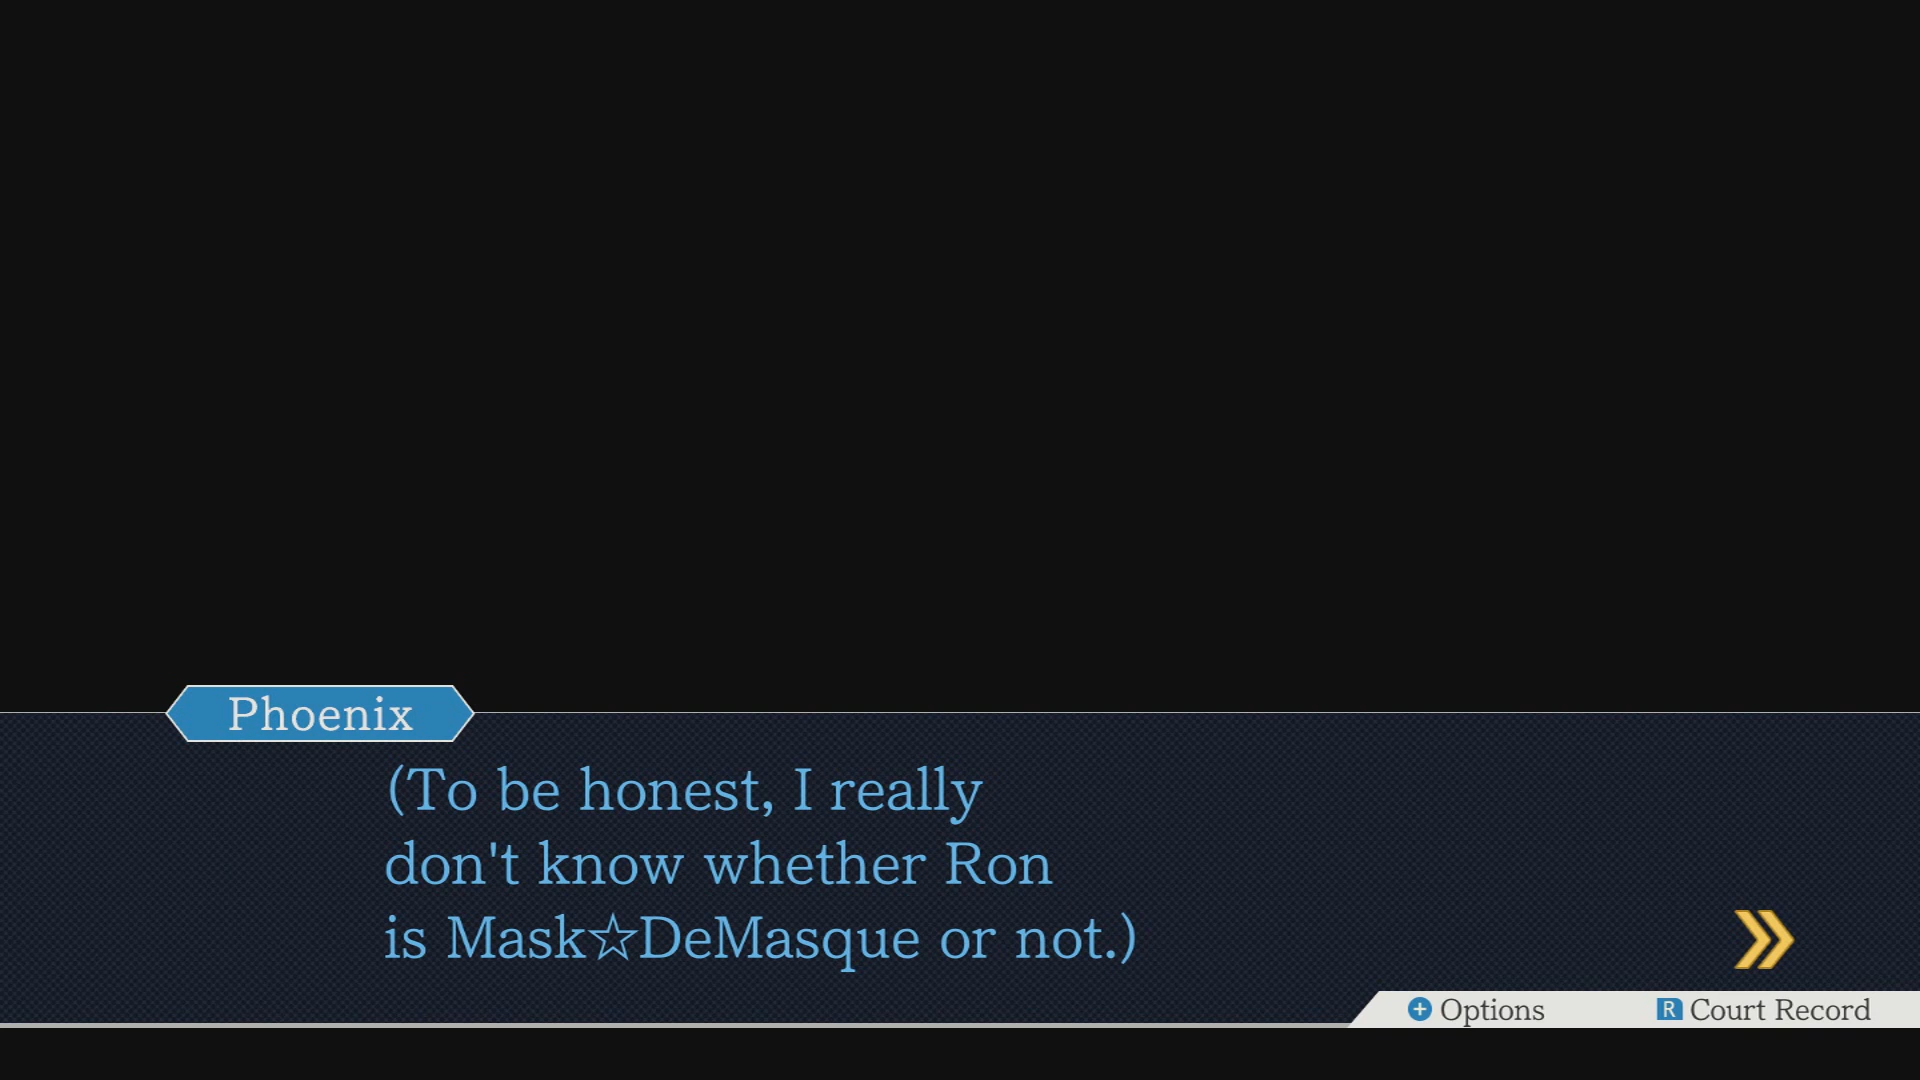 Phoenix
(To be honest, I really
don't know whether Ron
is Mask☆DeMasque or not.)
+ Options
R Court Record